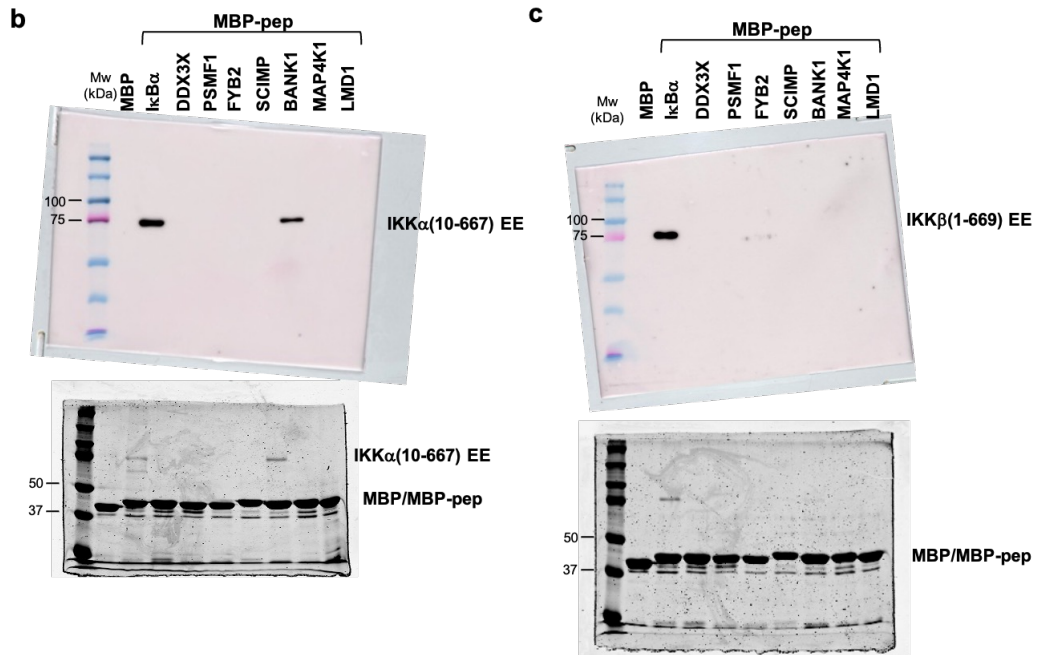 b
MBP-pep
Mw
(kDa)
MBP
IκBα
DDX3X
PSMF1
FYB2
SCIMP
BANK1
MAP4K1
LMD1
100
75
IKKα(10-667) EE
50
37
IKKα(10-667) EE
MBP/MBP-pep
c
MBP-pep
Mw
(kDa)
MBP
IκBα
DDX3X
PSMF1
FYB2
SCIMP
BANK1
MAP4K1
LMD1
100
75
IKKβ(1-669) EE
50
37
MBP/MBP-pep